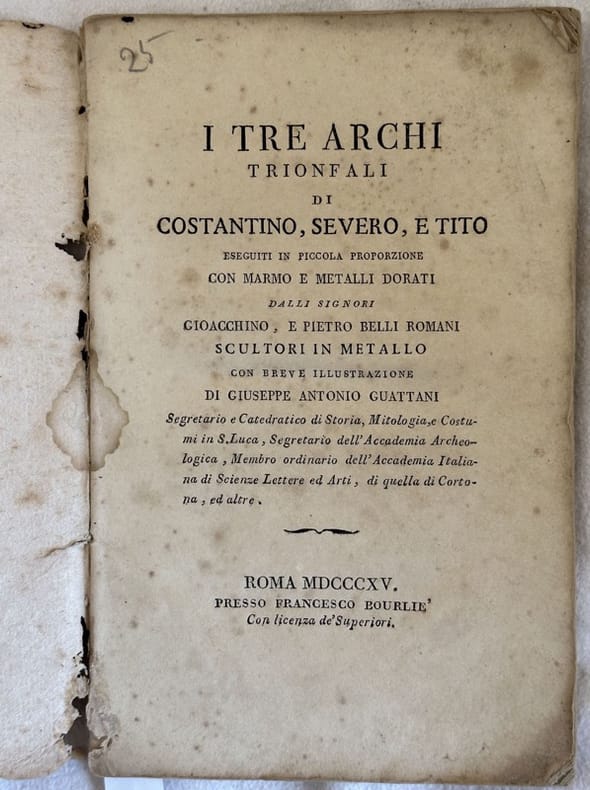 25
I TRE ARCHI
TRIONFALI
DI
COSTANTINO, SEVERO, E TITO
ESEGUITI IN PICCOLA PROPORZIONE
CON MARMO E METALLI DORATI
DALLI SIGNORI
GIOACCHINO, E PIETRO BELLI ROMANI
SCULTORI IN METALLO
CON BREVE ILLUSTRAZIONE
DI GIUSEPPE ANTONIO GUATTANI
Segretario e Catedratico di Storia, Mitologia, e Costu-
mi in S. Luca, Segretario dell'Accademia Archeo-
logica, Membro ordinario dell'Accademia Italia-
na di Scienze Lettere ed Arti, di quella di Corto-
na, ed altre.
ROMA MDCCCXV.
PRESSO FRANCESCO BOURLIE'
Con licenza de' Superiori.